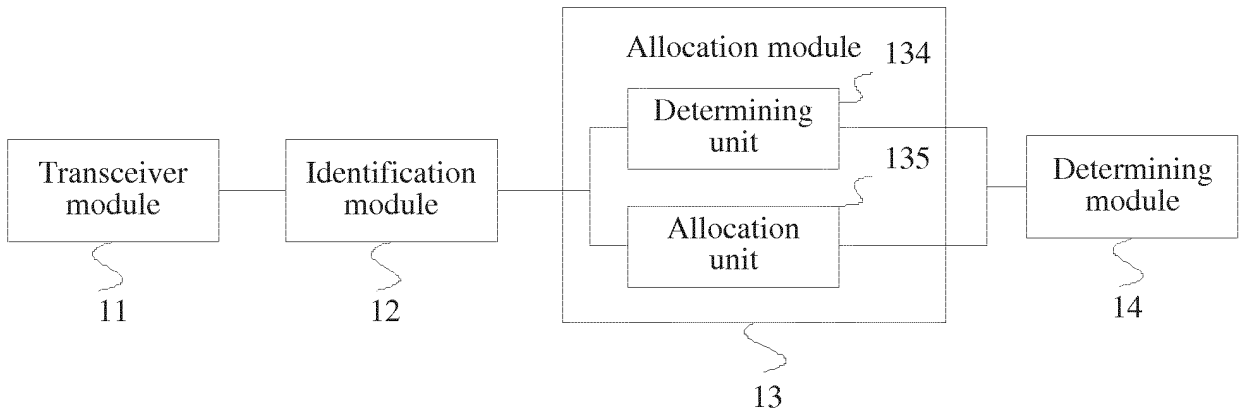 Allocation module
134
Determining
unit
135
Transceiver
module
Identification
module
Allocation
unit
Determining
module
11
12
14
13